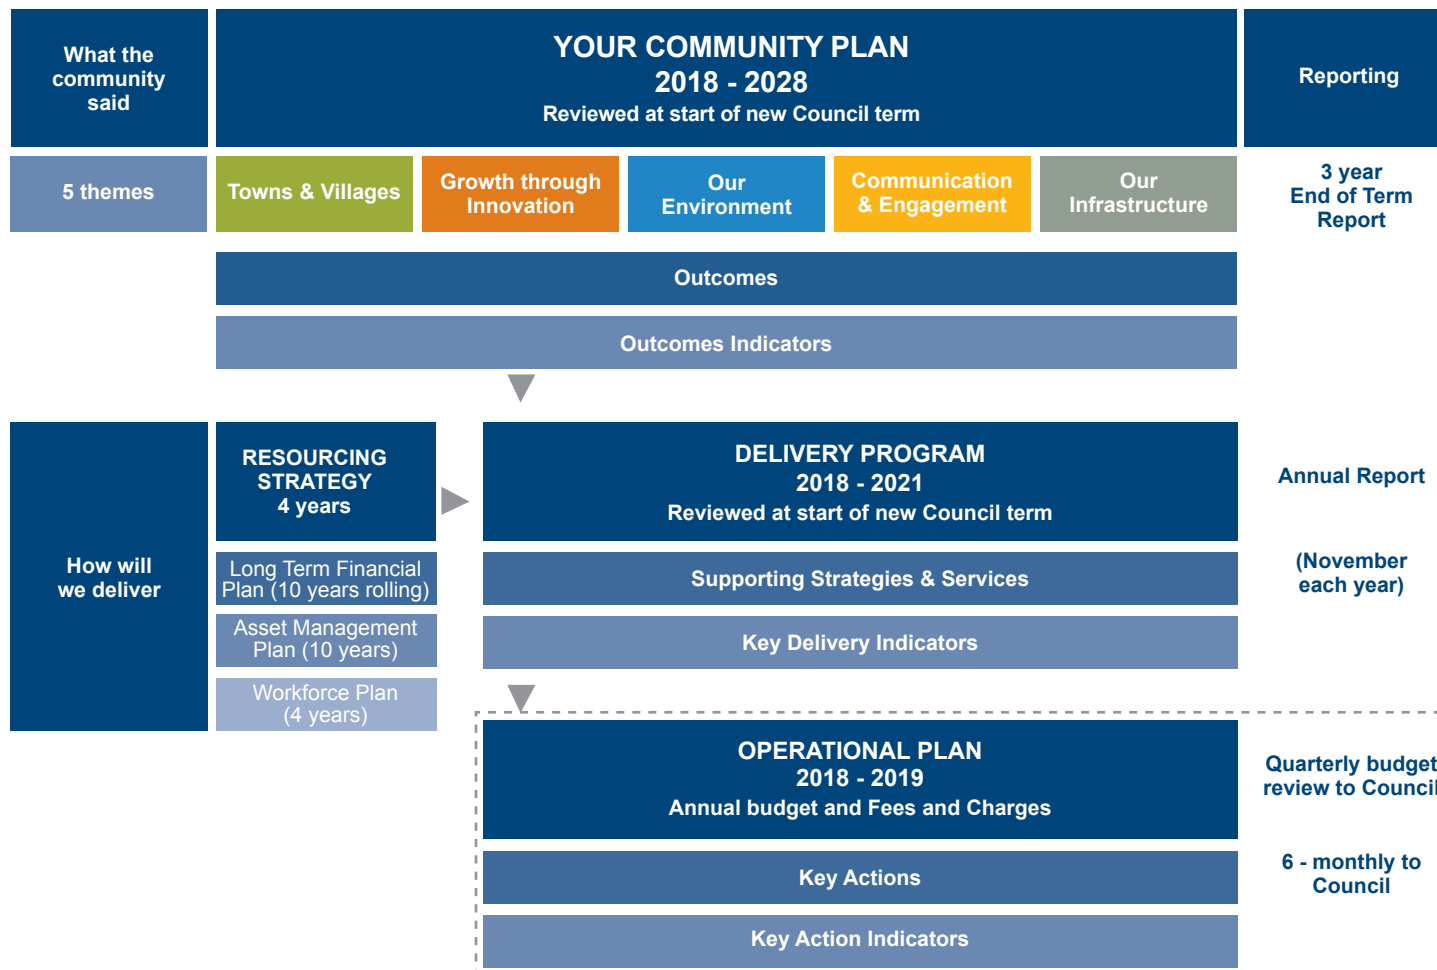 What the
community
said
YOUR COMMUNITY PLAN
2018 - 2028
Reviewed at start of new Council term
Reporting
5 themes
Towns & Villages
Growth through
Innovation
Our
Environment
Communication
& Engagement
Our
Infrastructure
3 year
End of Term
Report
Outcomes
Outcomes Indicators
How will
we deliver
RESOURCING
STRATEGY
4 years
Long Term Financial
Plan (10 years rolling)
Asset Management
Plan (10 years)
Workforce Plan
(4 years)
DELIVERY PROGRAM
2018 - 2021
Reviewed at start of new Council term
Supporting Strategies & Services
Key Delivery Indicators
Annual Report
(November
each year)
OPERATIONAL PLAN
2018 - 2019
Annual budget and Fees and Charges
Key Actions
Key Action Indicators
Quarterly budget
review to Council
6 - monthly to
Council